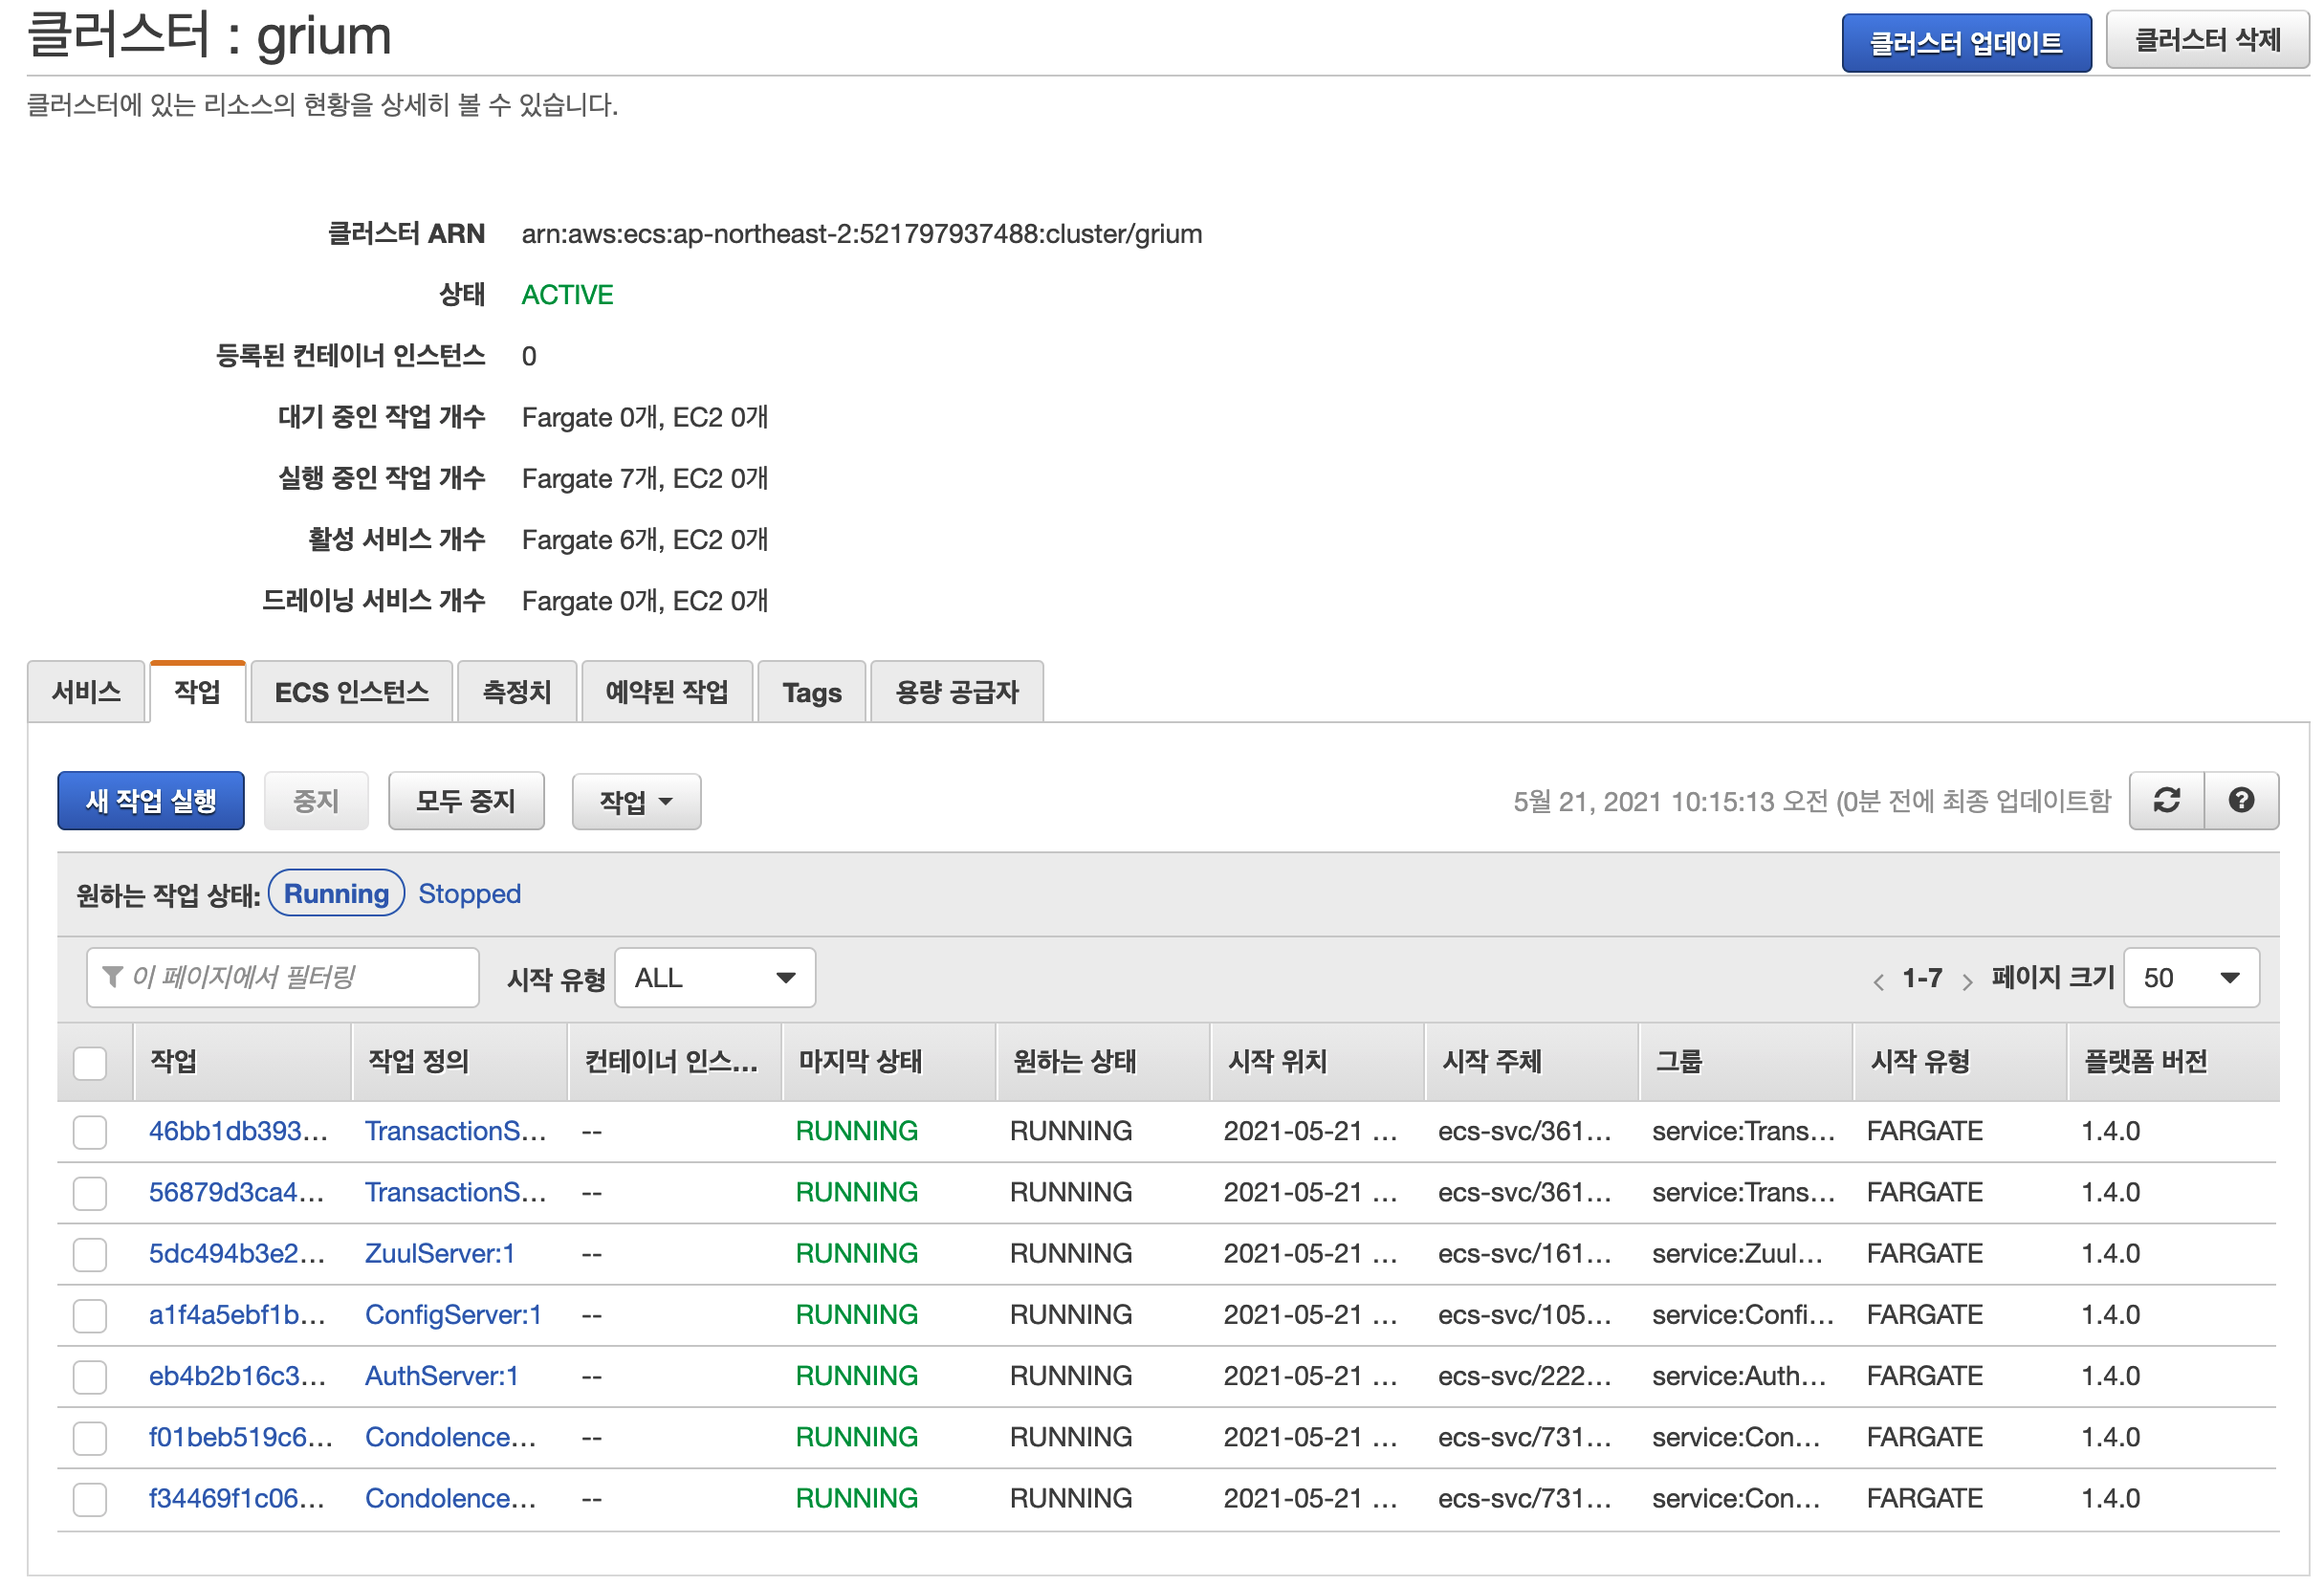 클러스터 : grium
클러스터 업데이트 클러스터 삭제
클러스터에 있는 리소스의 현황을 상세히 볼 수 있습니다.
클러스터 ARN arn:aws:ecs:ap-northeast-2:521797937488:cluster/grium
상태 ACTIVE
등록된 컨테이너 인스턴스 0
대기 중인 작업 개수 Fargate 0개, EC2 0개
실행 중인 작업 개수 Fargate 7개, EC2 0개
활성 서비스 개수 Fargate 6개, EC2 0개
드레이닝 서비스 개수 Fargate 0개, EC2 0개
서비스 작업 ECS 인스턴스 측정치 예약된 작업 Tags 용량 공급자
새 작업 실행 중지 모두 중지 작업 5월 21, 2021 10:15:13 오전 (0분 전에 최종 업데이트함
원하는 작업 상태: Running Stopped
이 페이지에서 필터링 시작 유형 ALL < 1-7 > 페이지 크기 50
작업 작업 정의 컨테이너 인스... 마지막 상태 원하는 상태 시작 위치 시작 주체 그룹 시작 유형 플랫폼 버전
46bb1db393... TransactionS... -- RUNNING RUNNING 2021-05-21 ... ecs-svc/361... service:Trans... FARGATE 1.4.0
56879d3ca4... TransactionS... -- RUNNING RUNNING 2021-05-21 ... ecs-svc/361... service:Trans... FARGATE 1.4.0
5dc494b3e2... ZuulServer:1 -- RUNNING RUNNING 2021-05-21 ... ecs-svc/161... service:Zuul... FARGATE 1.4.0
a1f4a5ebf1b... ConfigServer:1 -- RUNNING RUNNING 2021-05-21 ... ecs-svc/105... service:Confi... FARGATE 1.4.0
eb4b2b16c3... AuthServer:1 -- RUNNING RUNNING 2021-05-21 ... ecs-svc/222... service:Auth... FARGATE 1.4.0
f01beb519c6... Condolence... -- RUNNING RUNNING 2021-05-21 ... ecs-svc/731... service:Con... FARGATE 1.4.0
f34469f1c06... Condolence... -- RUNNING RUNNING 2021-05-21 ... ecs-svc/731... service:Con... FARGATE 1.4.0